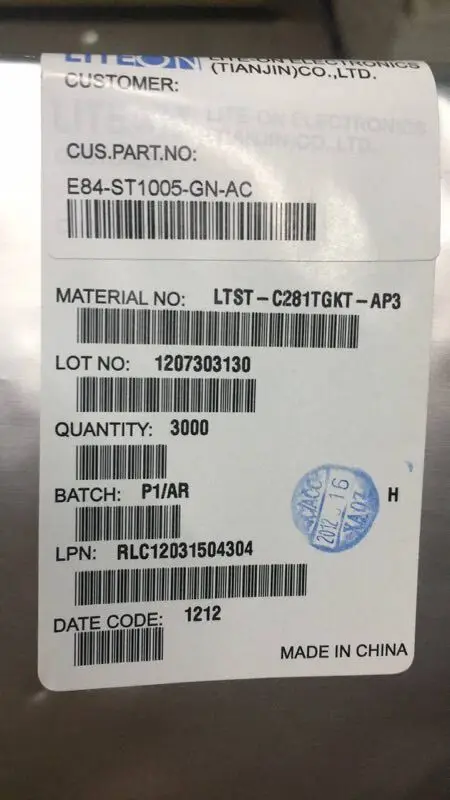 LITEON LITE-ON ELECTRONICS
(TIANJIN)CO.,LTD.
CUSTOMER:
CUS.PART.NO:
E84-ST1005-GN-AC
MATERIAL NO: LTST-C281TGKT-AP3
LOT NO: 1207303130
QUANTITY: 3000
BATCH: P1/AR
H
LPN: RLC12031504304
DATE CODE: 1212
MADE IN CHINA